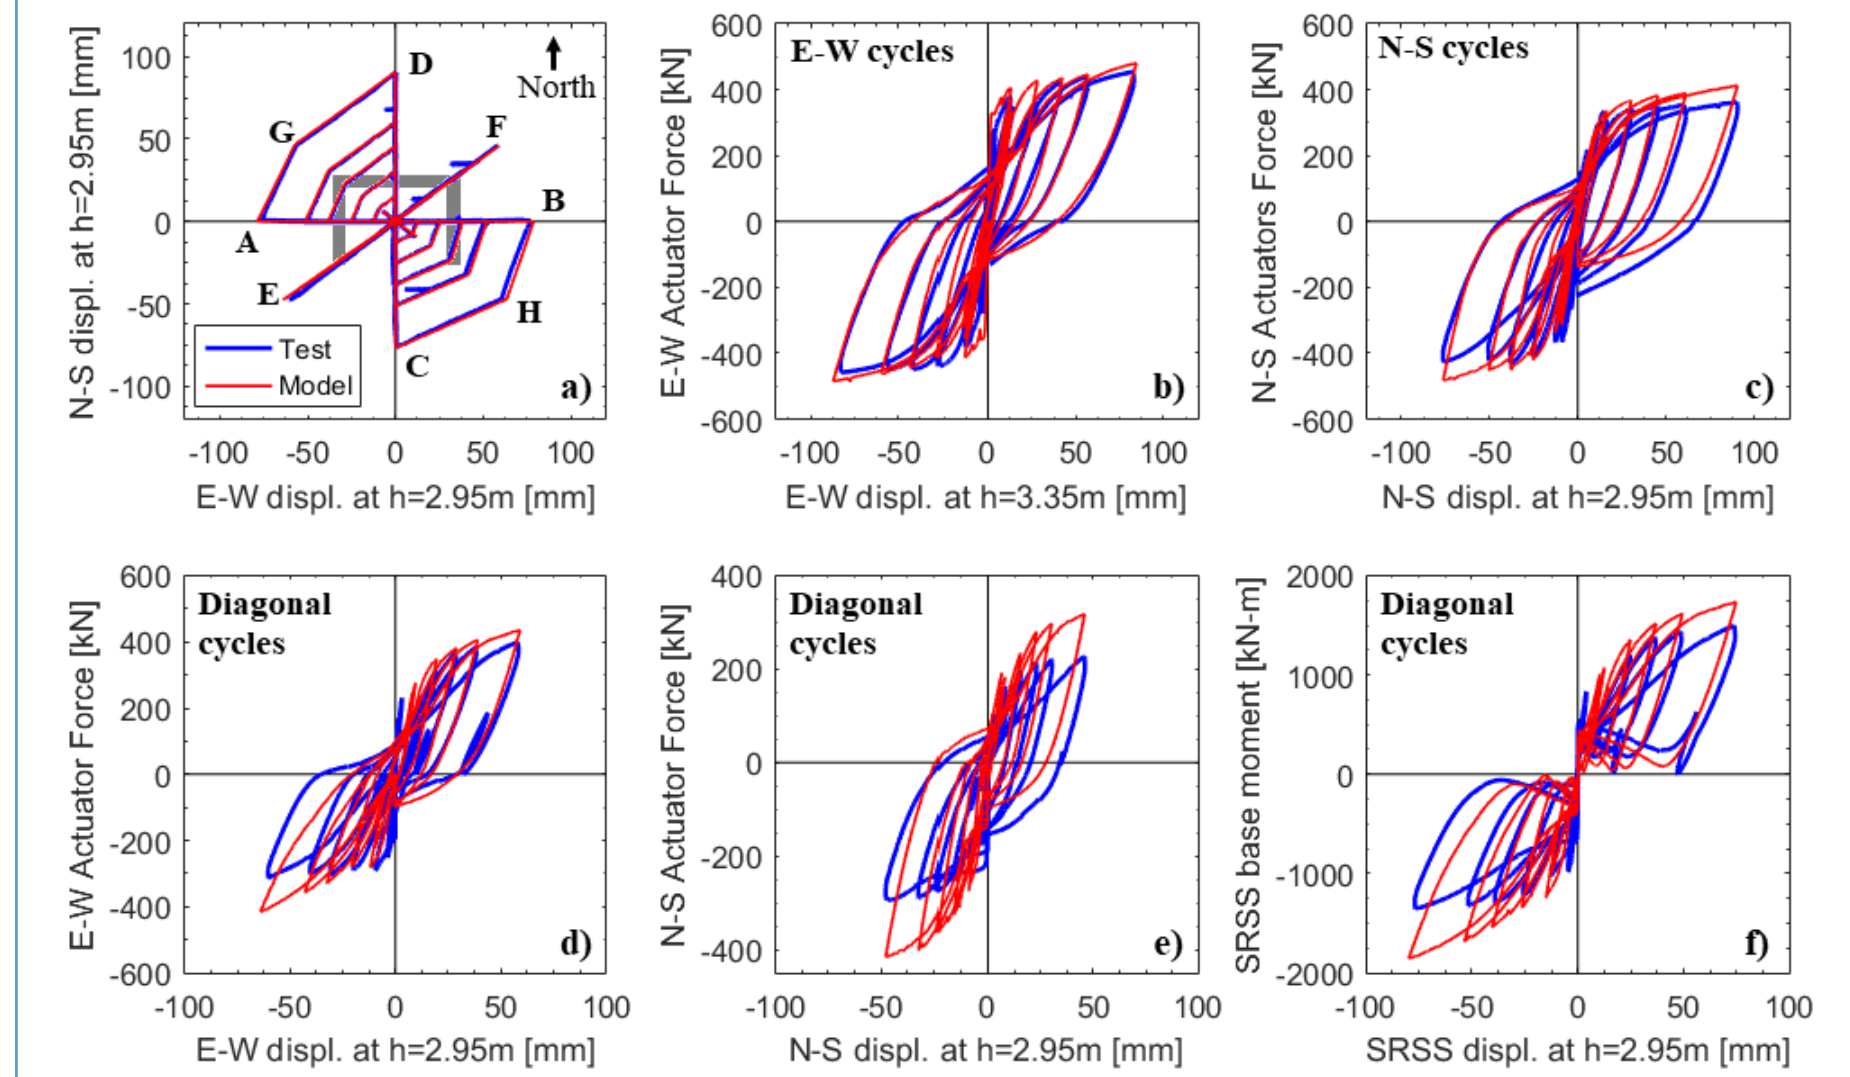 N-S displ. at h=2.95m [mm]
100
50
0
-50
-100
D
North
G
F
B
A
E
H
C
Test
Model
a)
-100 -50 0 50 100
E-W displ. at h=2.95m [mm]
E-W Actuator Force [kN]
600
400
200
0
-200
-400
-600
E-W cycles
b)
-100 -50 0 50 100
E-W displ. at h=3.35m [mm]
N-S Actuators Force [kN]
600
400
200
0
-200
-400
-600
N-S cycles
c)
-100 -50 0 50 100
N-S displ. at h=2.95m [mm]
E-W Actuator Force [kN]
600
400
200
0
-200
-400
-600
Diagonal
cycles
d)
-100 -50 0 50 100
E-W displ. at h=2.95m [mm]
N-S Actuator Force [kN]
400
200
0
-200
-400
Diagonal
cycles
e)
-100 -50 0 50 100
N-S displ. at h=2.95m [mm]
SRSS base moment [kN-m]
2000
1000
0
-1000
-2000
Diagonal
cycles
f)
-100 -50 0 50 100
SRSS displ. at h=2.95m [mm]